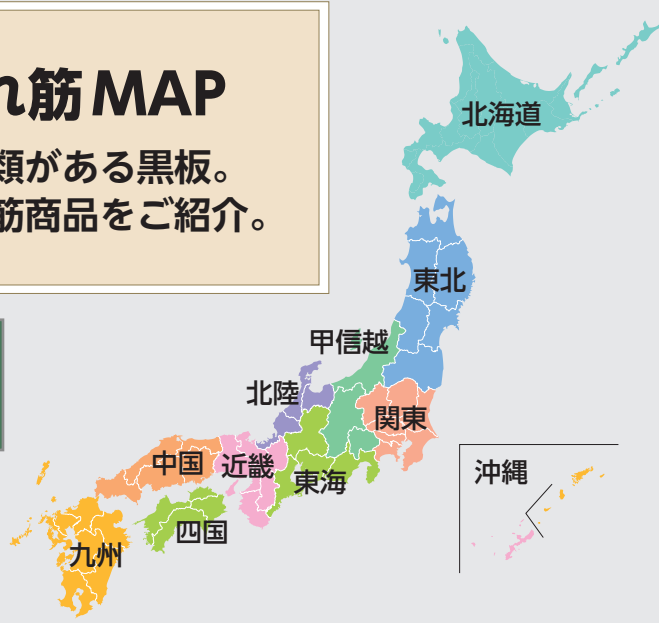 れ筋MAP
類がある黒板。
筋商品をご紹介。
北海道
東北
甲信越
北陸
関東
中国
近畿
東海
沖縄
四国
九州